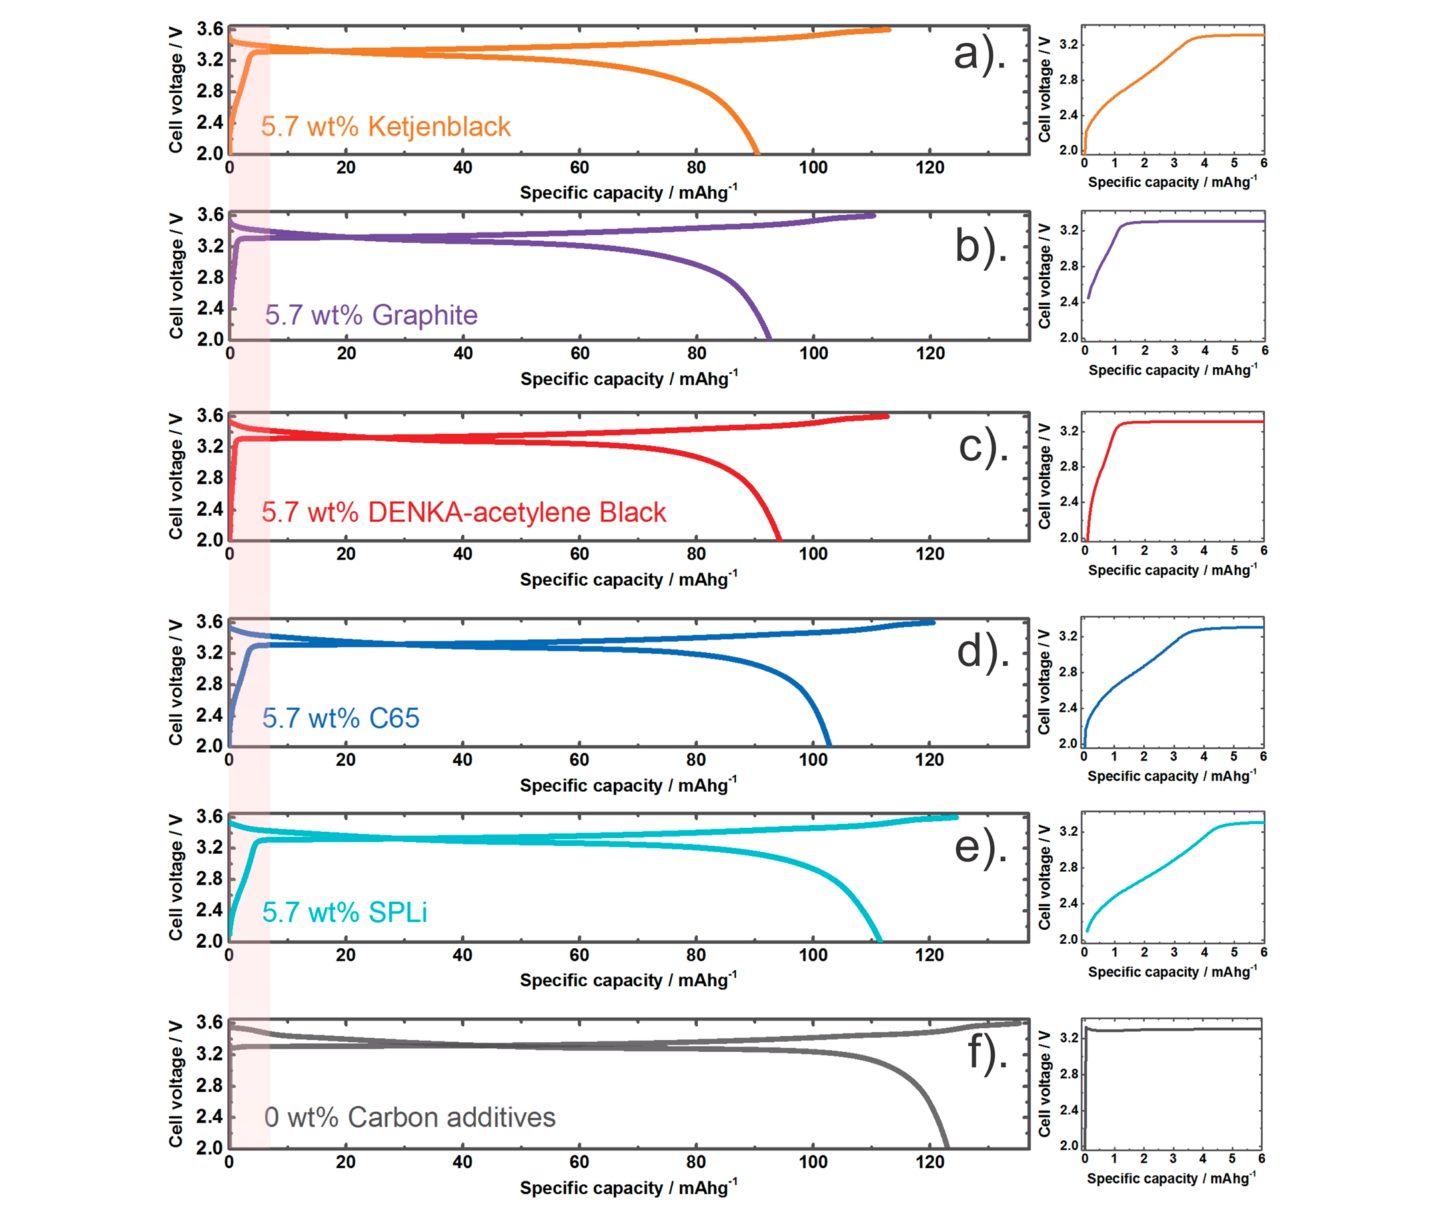 Cell voltage / V
3.6
3.2
2.8
2.4
2.0
a).
5.7 wt% Ketjenblack
0 20 40 60 80 100 120
Specific capacity / mAhg-1
Cell voltage / V
3.2
2.8
2.4
2.0
0 1 2 3 4 5 6
Specific capacity / mAhg-1
Cell voltage / V
3.6
3.2
2.8
2.4
2.0
b).
5.7 wt% Graphite
0 20 40 60 80 100 120
Specific capacity / mAhg-1
Cell voltage / V
3.2
2.8
2.4
2.0
0 1 2 3 4 5 6
Specific capacity / mAhg-1
Cell voltage / V
3.6
3.2
2.8
2.4
2.0
c).
5.7 wt% DENKA-acetylene Black
0 20 40 60 80 100 120
Specific capacity / mAhg-1
Cell voltage / V
3.2
2.8
2.4
2.0
0 1 2 3 4 5 6
Specific capacity / mAhg-1
Cell voltage / V
3.6
3.2
2.8
2.4
2.0
d).
5.7 wt% C65
0 20 40 60 80 100 120
Specific capacity / mAhg-1
Cell voltage / V
3.2
2.8
2.4
2.0
0 1 2 3 4 5 6
Specific capacity / mAhg-1
Cell voltage / V
3.6
3.2
2.8
2.4
2.0
e).
5.7 wt% SPLi
0 20 40 60 80 100 120
Specific capacity / mAhg-1
Cell voltage / V
3.2
2.8
2.4
2.0
0 1 2 3 4 5 6
Specific capacity / mAhg-1
Cell voltage / V
3.6
3.2
2.8
2.4
2.0
f).
0 wt% Carbon additives
0 20 40 60 80 100 120
Specific capacity / mAhg-1
Cell voltage / V
3.2
2.8
2.4
2.0
0 1 2 3 4 5 6
Specific capacity / mAhg-1